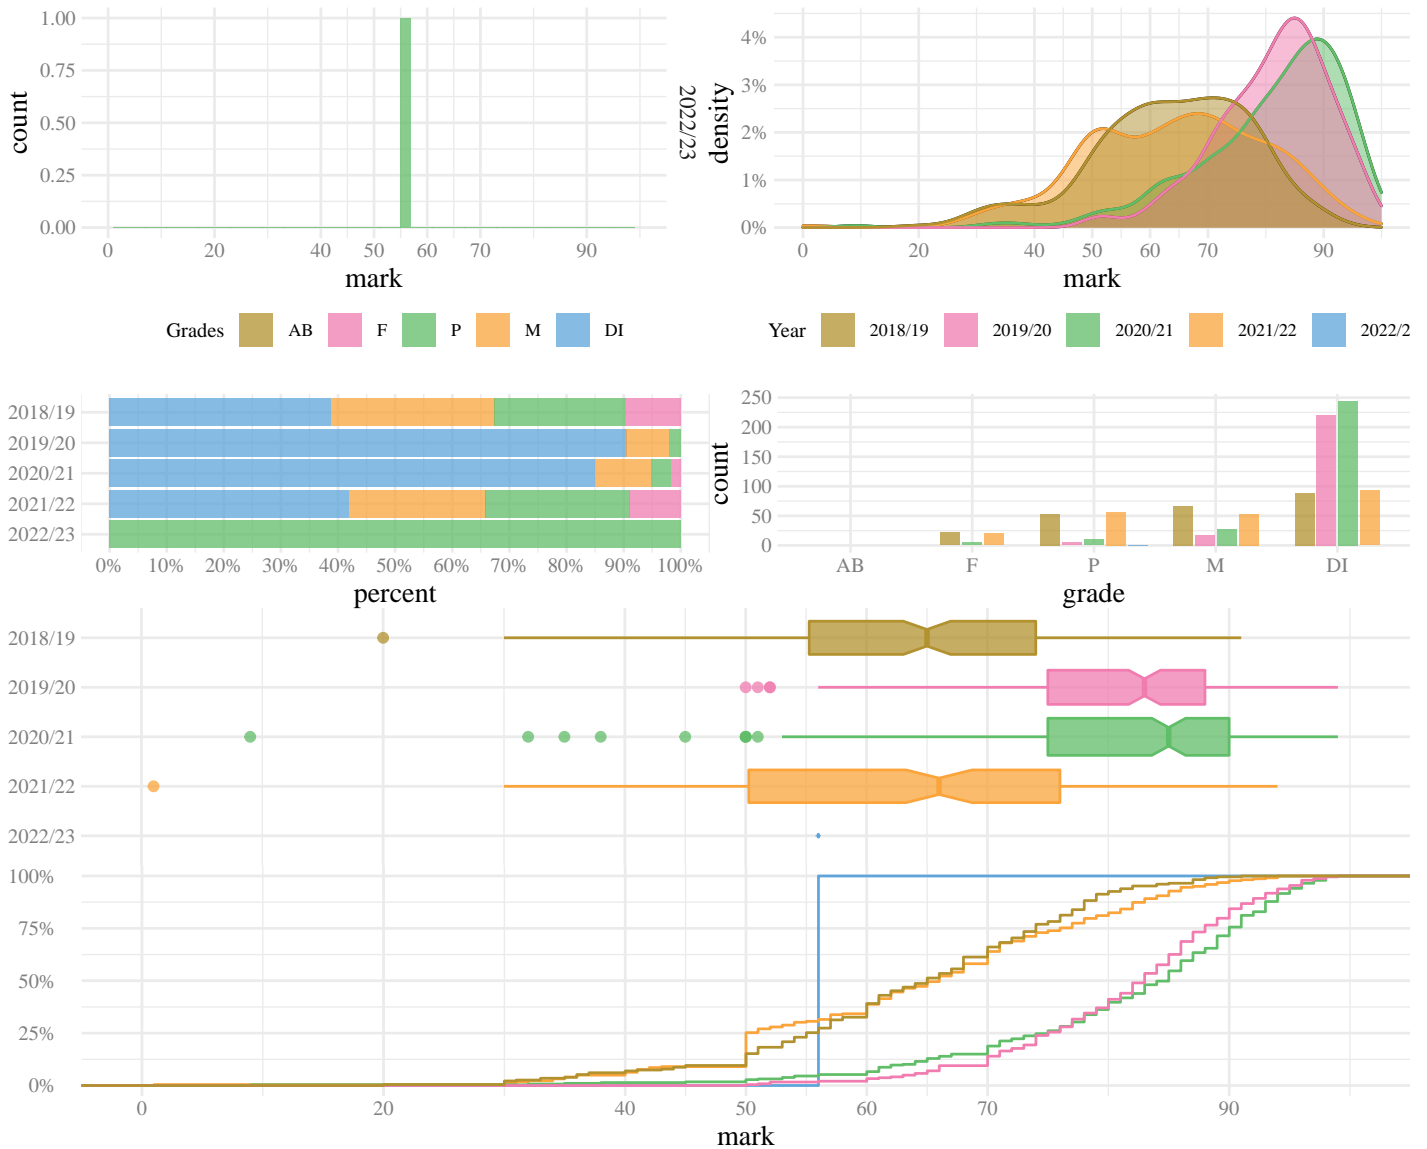 1.00
0.75
0.50
0.25
0.00
count
0 20 40 50 60 70 90
mark
2022/23
4%
3%
2%
1%
0%
density
0 20 40 50 60 70 90
mark
Grades AB F P M DI
Year 2018/19 2019/20 2020/21 2021/22 2022/2
2018/19
2019/20
2020/21
2021/22
2022/23
0% 10% 20% 30% 40% 50% 60% 70% 80% 90% 100%
percent
250
200
150
100
50
0
count
AB F P M DI
grade
2018/19
2019/20
2020/21
2021/22
2022/23
100%
75%
50%
25%
0%
0 20 40 50 60 70 90
mark